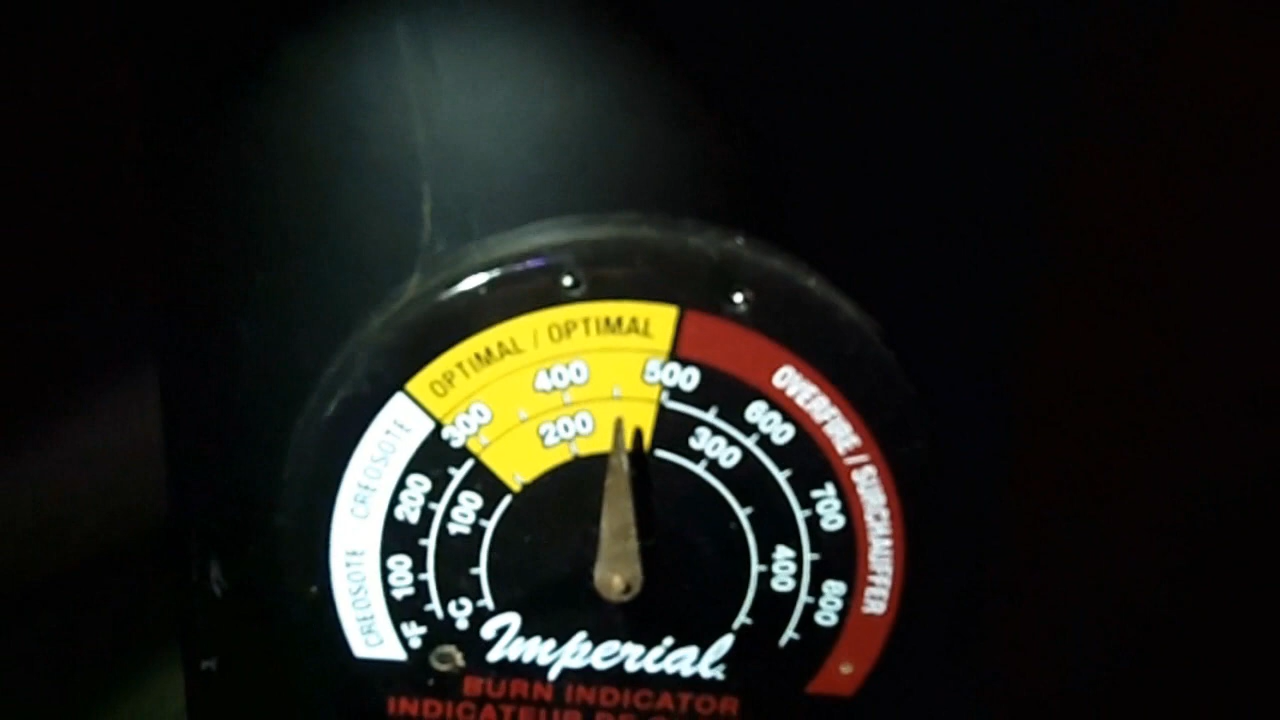 OPTIMAL / OPTIMAL
OVERFIRE / SURCHAUFFER
CREOSOTE CREOSOTE
°F 100 200 300 400 500 600 700 800
°C 100 200 300 400
Imperial
BURN INDICATOR
INDICATEUR DE